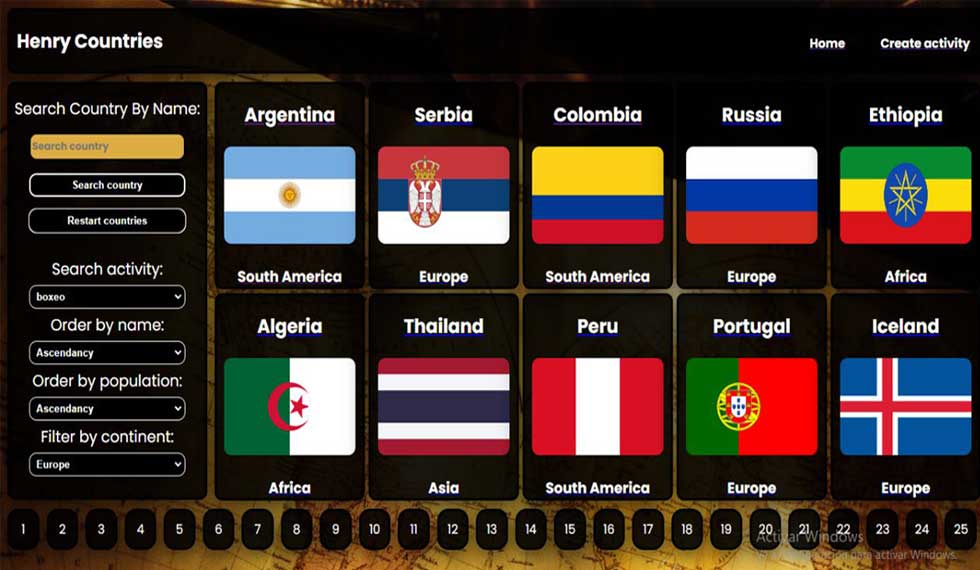 Henry Countries
Home
Create activity
Search Country By Name:
Search country
Search country
Restart countries
Search activity:
boxeo
Order by name:
Ascendancy
Order by population:
Ascendancy
Filter by continent:
Europe
Argentina
South America
Serbia
Europe
Colombia
South America
Russia
Europe
Ethiopia
Africa
Algeria
Africa
Thailand
Asia
Peru
South America
Portugal
Europe
Iceland
Europe
1 2 3 4 5 6 7 8 9 10 11 12 13 14 15 16 17 18 19 20 21 22 23 24 25
Activar Windows
para activar Windows.